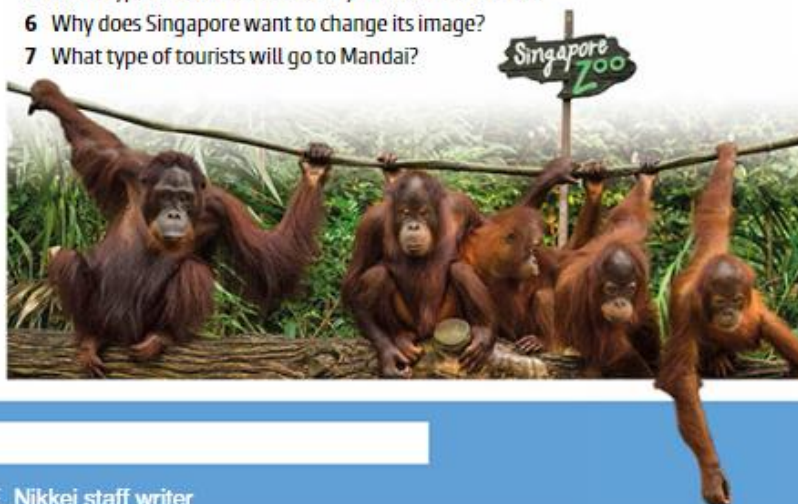 6 Why does Singapore want to change its image?
7 What type of tourists will go to Mandai?
Singapore
Zoo
Nikkei staff writer